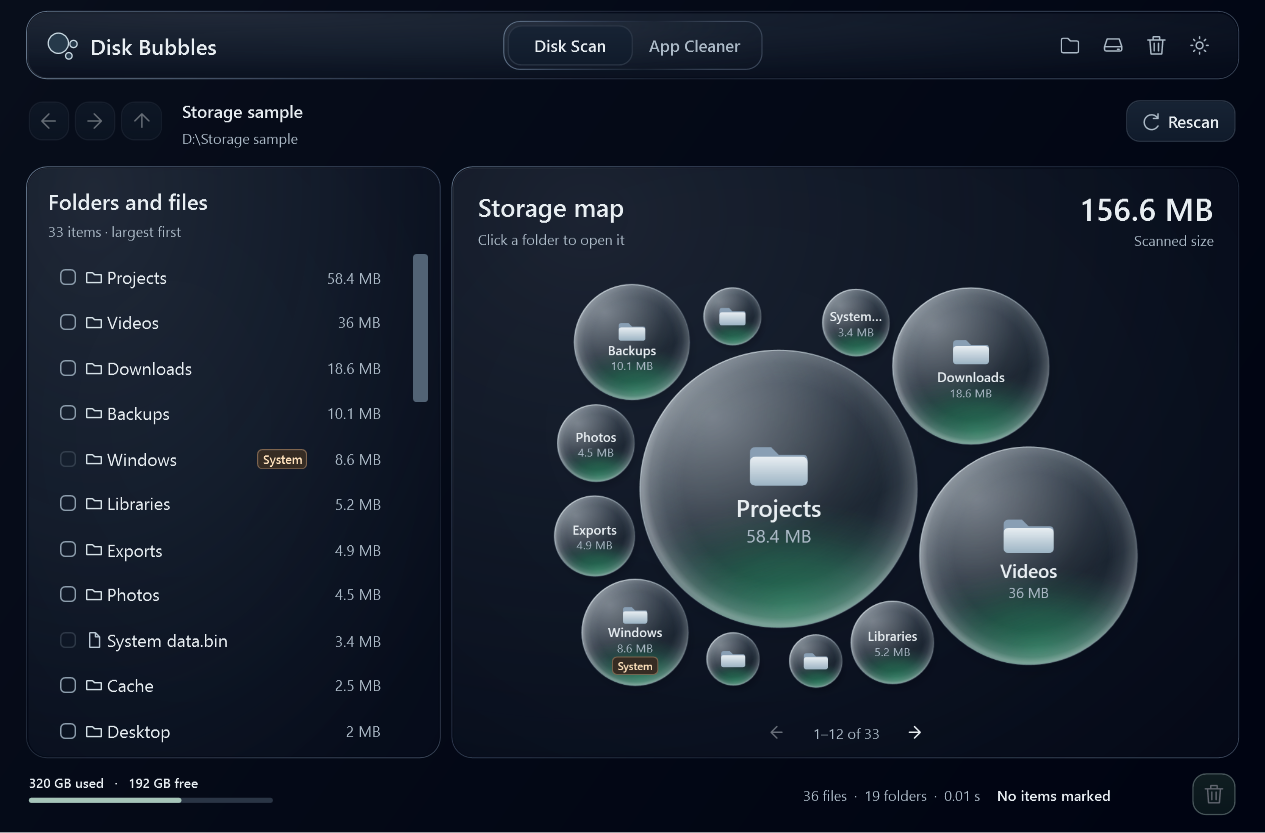 Disk Bubbles
Disk Scan
App Cleaner
Storage sample
D:\Storage sample
Rescan
Folders and files
33 items · largest first
Projects 58.4 MB
Videos 36 MB
Downloads 18.6 MB
Backups 10.1 MB
Windows System 8.6 MB
Libraries 5.2 MB
Exports 4.9 MB
Photos 4.5 MB
System data.bin 3.4 MB
Cache 2.5 MB
Desktop 2 MB
Storage map
Click a folder to open it
156.6 MB
Scanned size
Backups
10.1 MB
System...
3.4 MB
Downloads
18.6 MB
Photos
4.5 MB
Projects
58.4 MB
Exports
4.9 MB
Videos
36 MB
Windows
8.6 MB
System
Libraries
5.2 MB
1–12 of 33
320 GB used · 192 GB free
36 files · 19 folders · 0.01 s No items marked